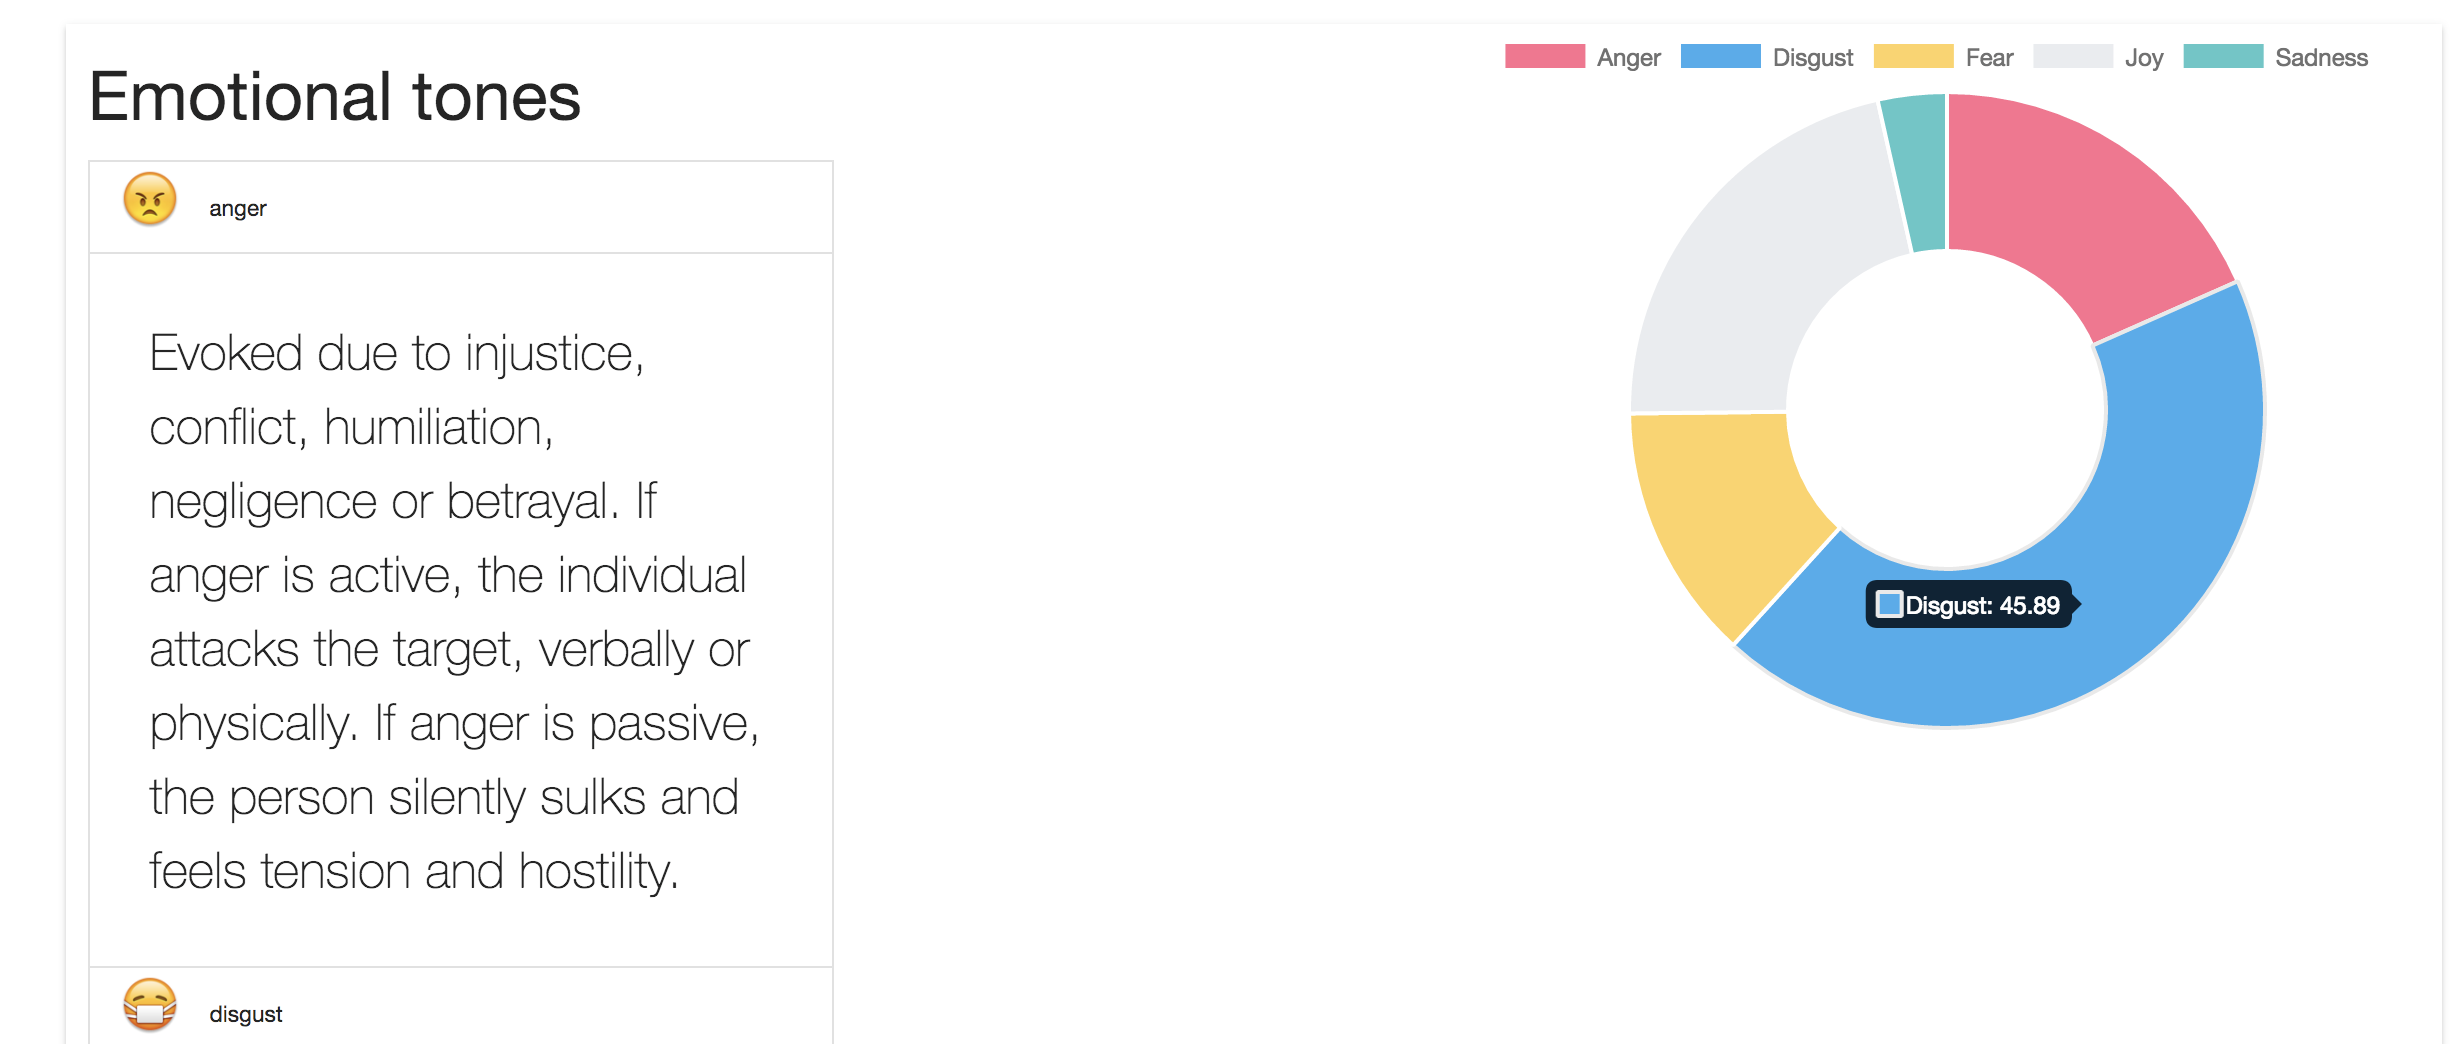 Emotional tones
anger
Evoked due to injustice,
conflict, humiliation,
negligence or betrayal. If
anger is active, the individual
attacks the target, verbally or
physically. If anger is passive,
the person silently sulks and
feels tension and hostility.
disgust
Anger Disgust Fear Joy Sadness
Disgust: 45.89